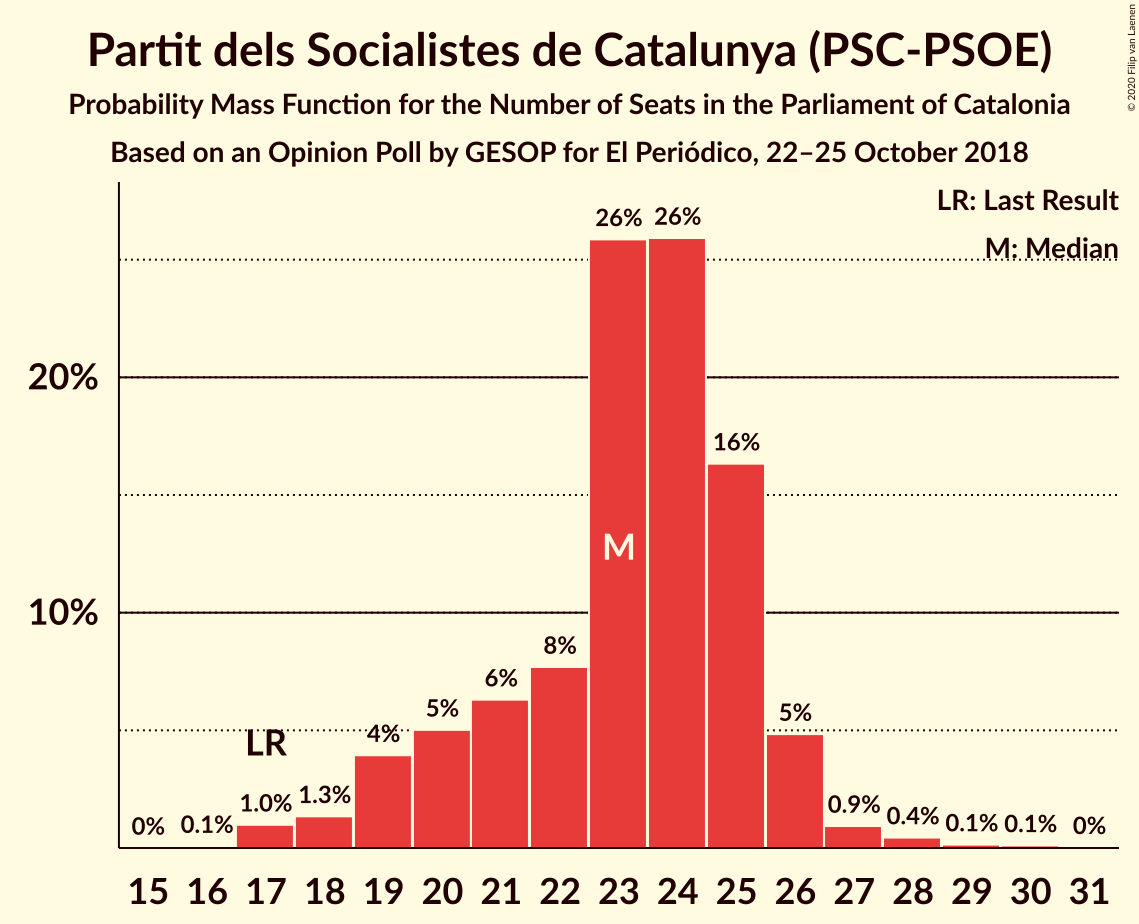 Partit dels Socialistes de Catalunya (PSC-PSOE)
Probability Mass Function for the Number of Seats in the Parliament of Catalonia
Based on an Opinion Poll by GESOP for El Periódico, 22–25 October 2018
© 2020 Filip van Laenen
LR: Last Result
M: Median
26% 26%
20%
16%
M
10%
8%
6%
5% 5%
4%
LR
1.0% 1.3% 0.9%
0% 0.1% 0.4% 0.1% 0.1% 0%
15 16 17 18 19 20 21 22 23 24 25 26 27 28 29 30 31